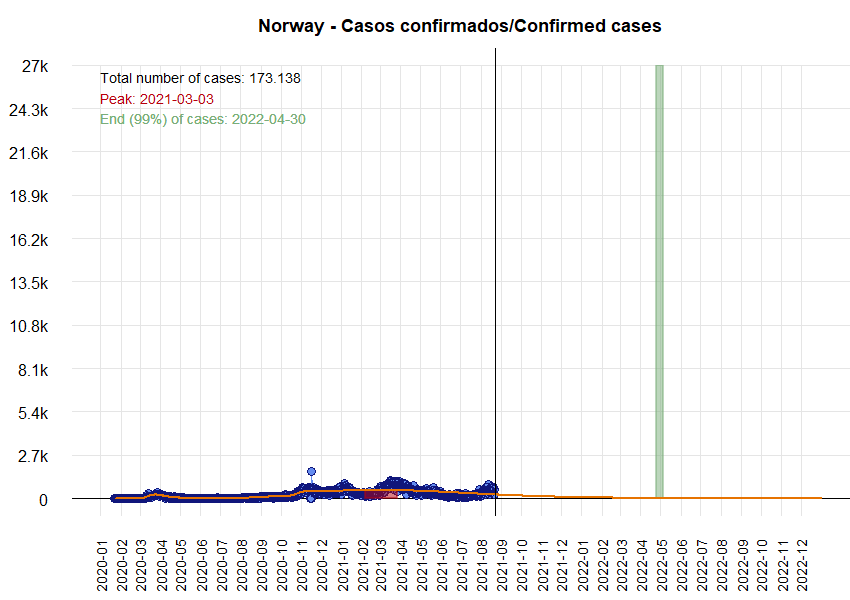 Norway - Casos confirmados/Confirmed cases
27k
Total number of cases: 173.138
Peak: 2021-03-03
End (99%) of cases: 2022-04-30
24.3k
21.6k
18.9k
16.2k
13.5k
10.8k
8.1k
5.4k
2.7k
0
2020-01
2020-02
2020-03
2020-04
2020-05
2020-06
2020-07
2020-08
2020-09
2020-10
2020-11
2020-12
2021-01
2021-02
2021-03
2021-04
2021-05
2021-06
2021-07
2021-08
2021-09
2021-10
2021-11
2021-12
2022-01
2022-02
2022-03
2022-04
2022-05
2022-06
2022-07
2022-08
2022-09
2022-10
2022-11
2022-12